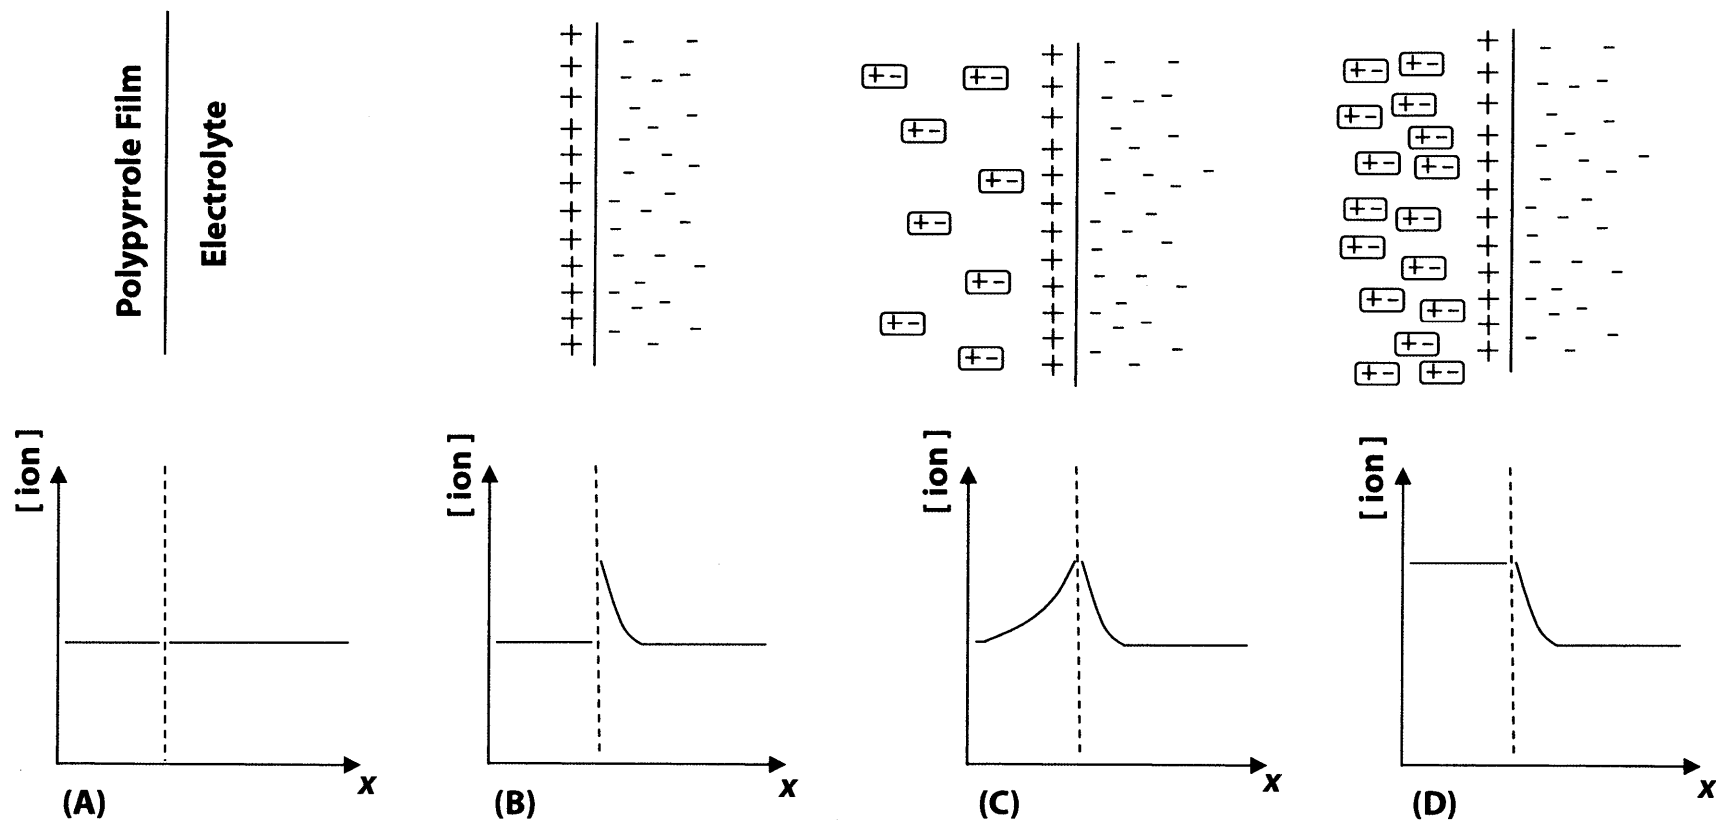 Polypyrrole Film
Electrolyte
[ ion ]
x
(A)
[ ion ]
x
(B)
[ ion ]
x
(C)
[ ion ]
x
(D)